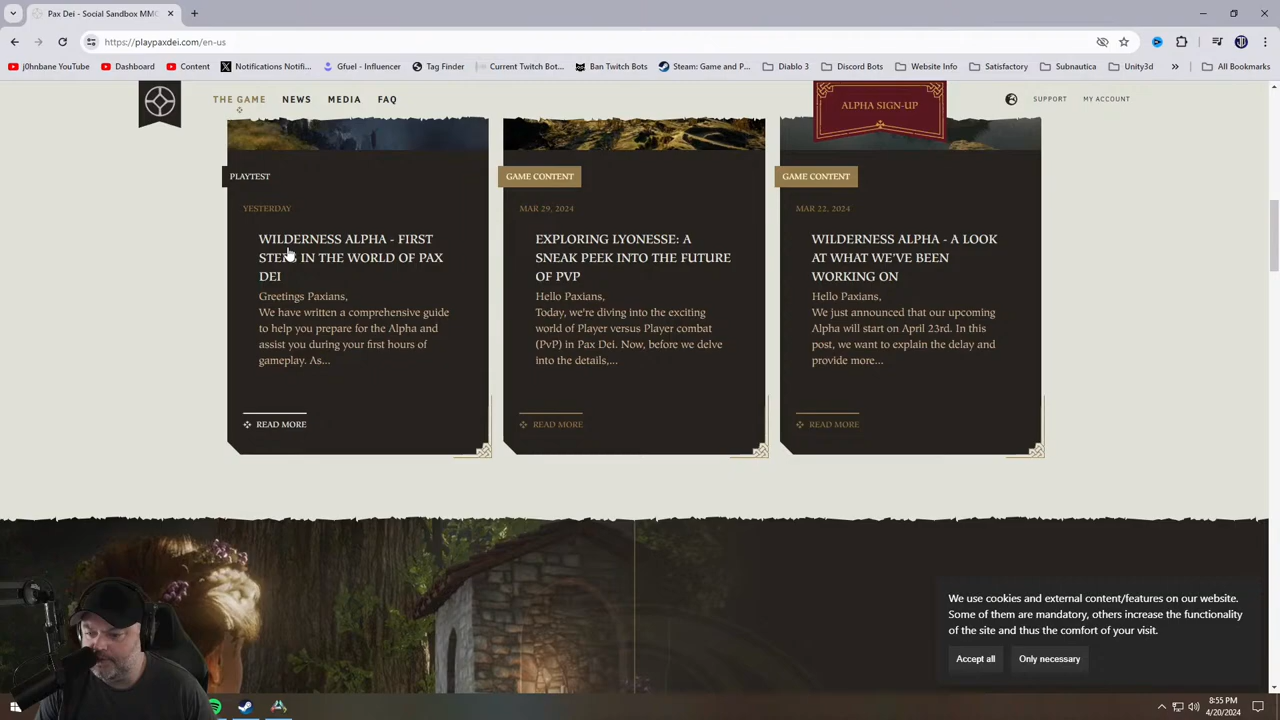 Pax Dei - Social Sandbox MMO
https://playpaxdei.com/en-us
j0hnbane YouTube
Dashboard
Content
Notifications Notifi...
Gfuel - Influencer
Tag Finder
Current Twitch Bot...
Ban Twitch Bots
Steam: Game and P...
Diablo 3
Discord Bots
Website Info
Satisfactory
Subnautica
Unity3d
All Bookmarks
THE GAME
NEWS
MEDIA
FAQ
ALPHA SIGN-UP
SUPPORT
MY ACCOUNT
PLAYTEST
YESTERDAY
WILDERNESS ALPHA - FIRST
STEPS IN THE WORLD OF PAX
DEI
Greetings Paxians,
We have written a comprehensive guide
to help you prepare for the Alpha and
assist you during your first hours of
gameplay. As...
READ MORE
GAME CONTENT
MAR 29, 2024
EXPLORING LYONESSE: A
SNEAK PEEK INTO THE FUTURE
OF PVP
Hello Paxians,
Today, we're diving into the exciting
world of Player versus Player combat
(PvP) in Pax Dei. Now, before we delve
into the details,...
READ MORE
GAME CONTENT
MAR 22, 2024
WILDERNESS ALPHA - A LOOK
AT WHAT WE'VE BEEN
WORKING ON
Hello Paxians,
We just announced that our upcoming
Alpha will start on April 23rd. In this
post, we want to explain the delay and
provide more...
READ MORE
We use cookies and external content/features on our website.
Some of them are mandatory, others increase the functionality
of the site and thus the comfort of your visit.
Accept all
Only necessary
8:55 PM
4/20/2024